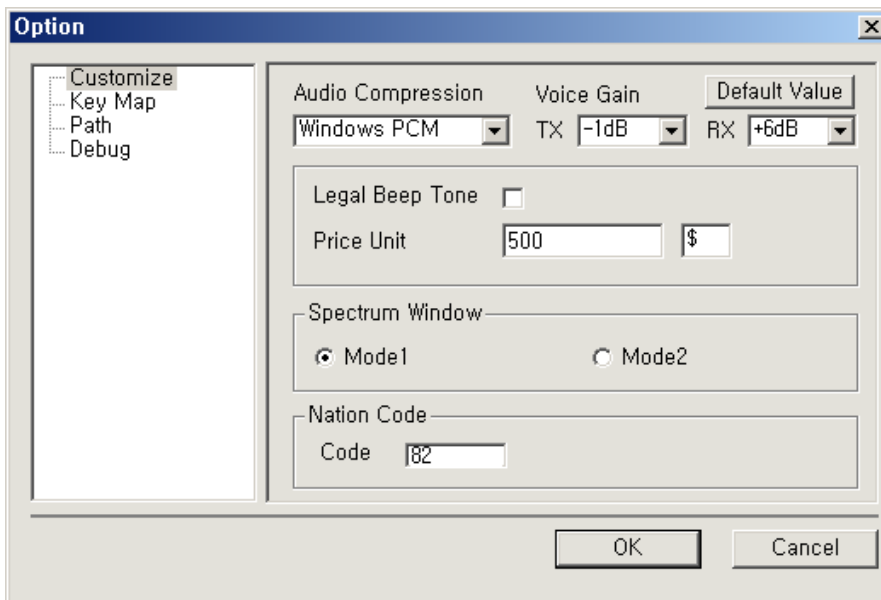 Option
Customize
Key Map
Path
Debug
Audio Compression Voice Gain Default Value
Windows PCM TX -1dB RX +6dB
Legal Beep Tone
Price Unit 500 $
Spectrum Window
Mode1 Mode2
Nation Code
Code 82
OK Cancel